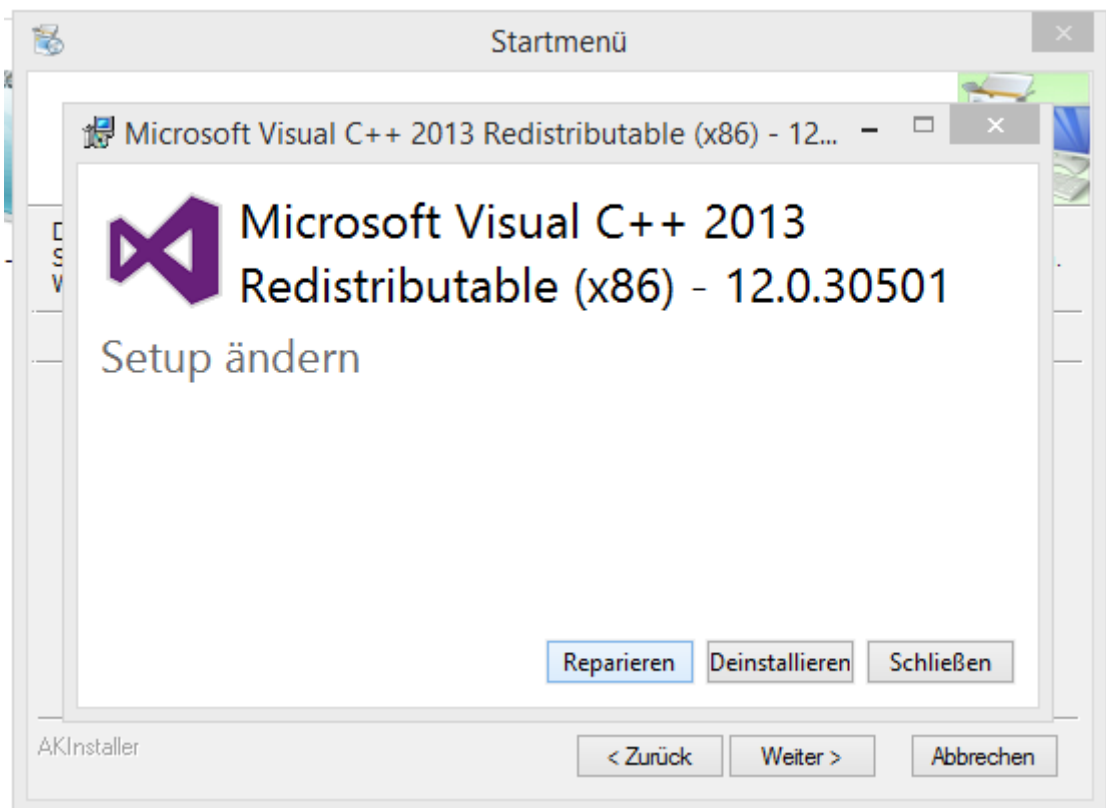 Startmenü
Microsoft Visual C++ 2013 Redistributable (x86) - 12...
Microsoft Visual C++ 2013
Redistributable (x86) - 12.0.30501
Setup ändern
Reparieren Deinstallieren Schließen
AKInstaller
< Zurück Weiter > Abbrechen